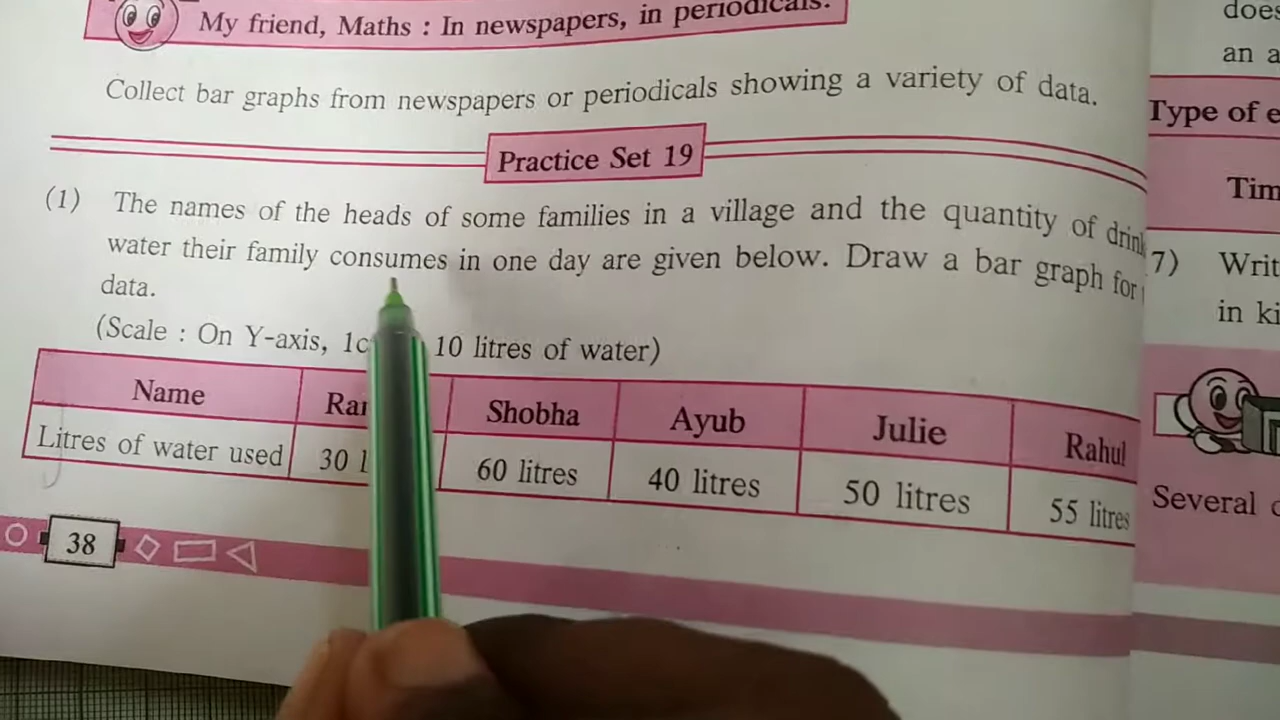 My friend, Maths : In newspapers, in periodicals.
Collect bar graphs from newspapers or periodicals showing a variety of data.
Practice Set 19
(1) The names of the heads of some families in a village and the quantity of drink
water their family consumes in one day are given below. Draw a bar graph for
data.
(Scale : On Y-axis, 1c 10 litres of water)
Name Ra Shobha Ayub Julie Rahul
Litres of water used 30 l 60 litres 40 litres 50 litres 55 litres
38
does
an a
Type of e
Tim
7) Writ
in ki
Several